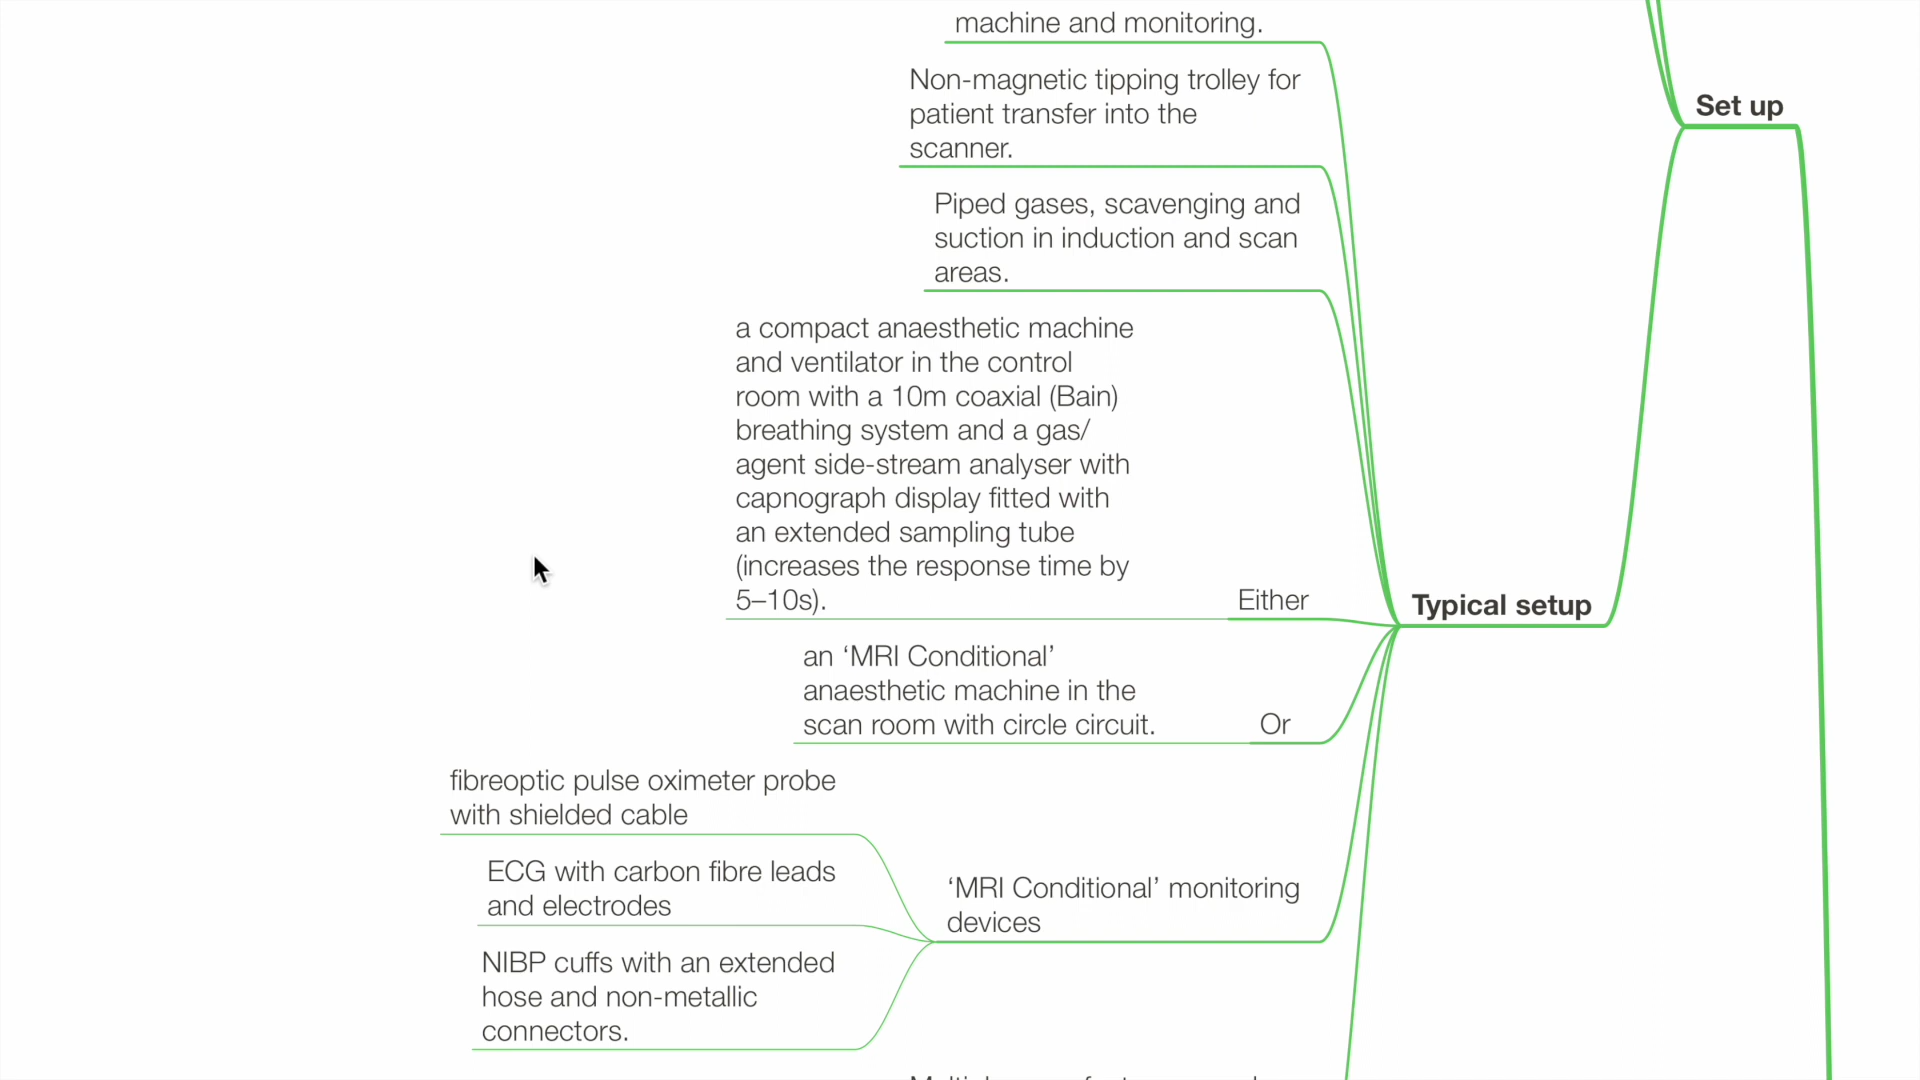 machine and monitoring.
Non-magnetic tipping trolley for
patient transfer into the
scanner.
Piped gases, scavenging and
suction in induction and scan
areas.
a compact anaesthetic machine
and ventilator in the control
room with a 10m coaxial (Bain)
breathing system and a gas/
agent side-stream analyser with
capnograph display fitted with
an extended sampling tube
(increases the response time by
5–10s).
Either
an ‘MRI Conditional’
anaesthetic machine in the
scan room with circle circuit.
Or
fibreoptic pulse oximeter probe
with shielded cable
ECG with carbon fibre leads
and electrodes
NIBP cuffs with an extended
hose and non-metallic
connectors.
‘MRI Conditional’ monitoring
devices
Typical setup
Set up